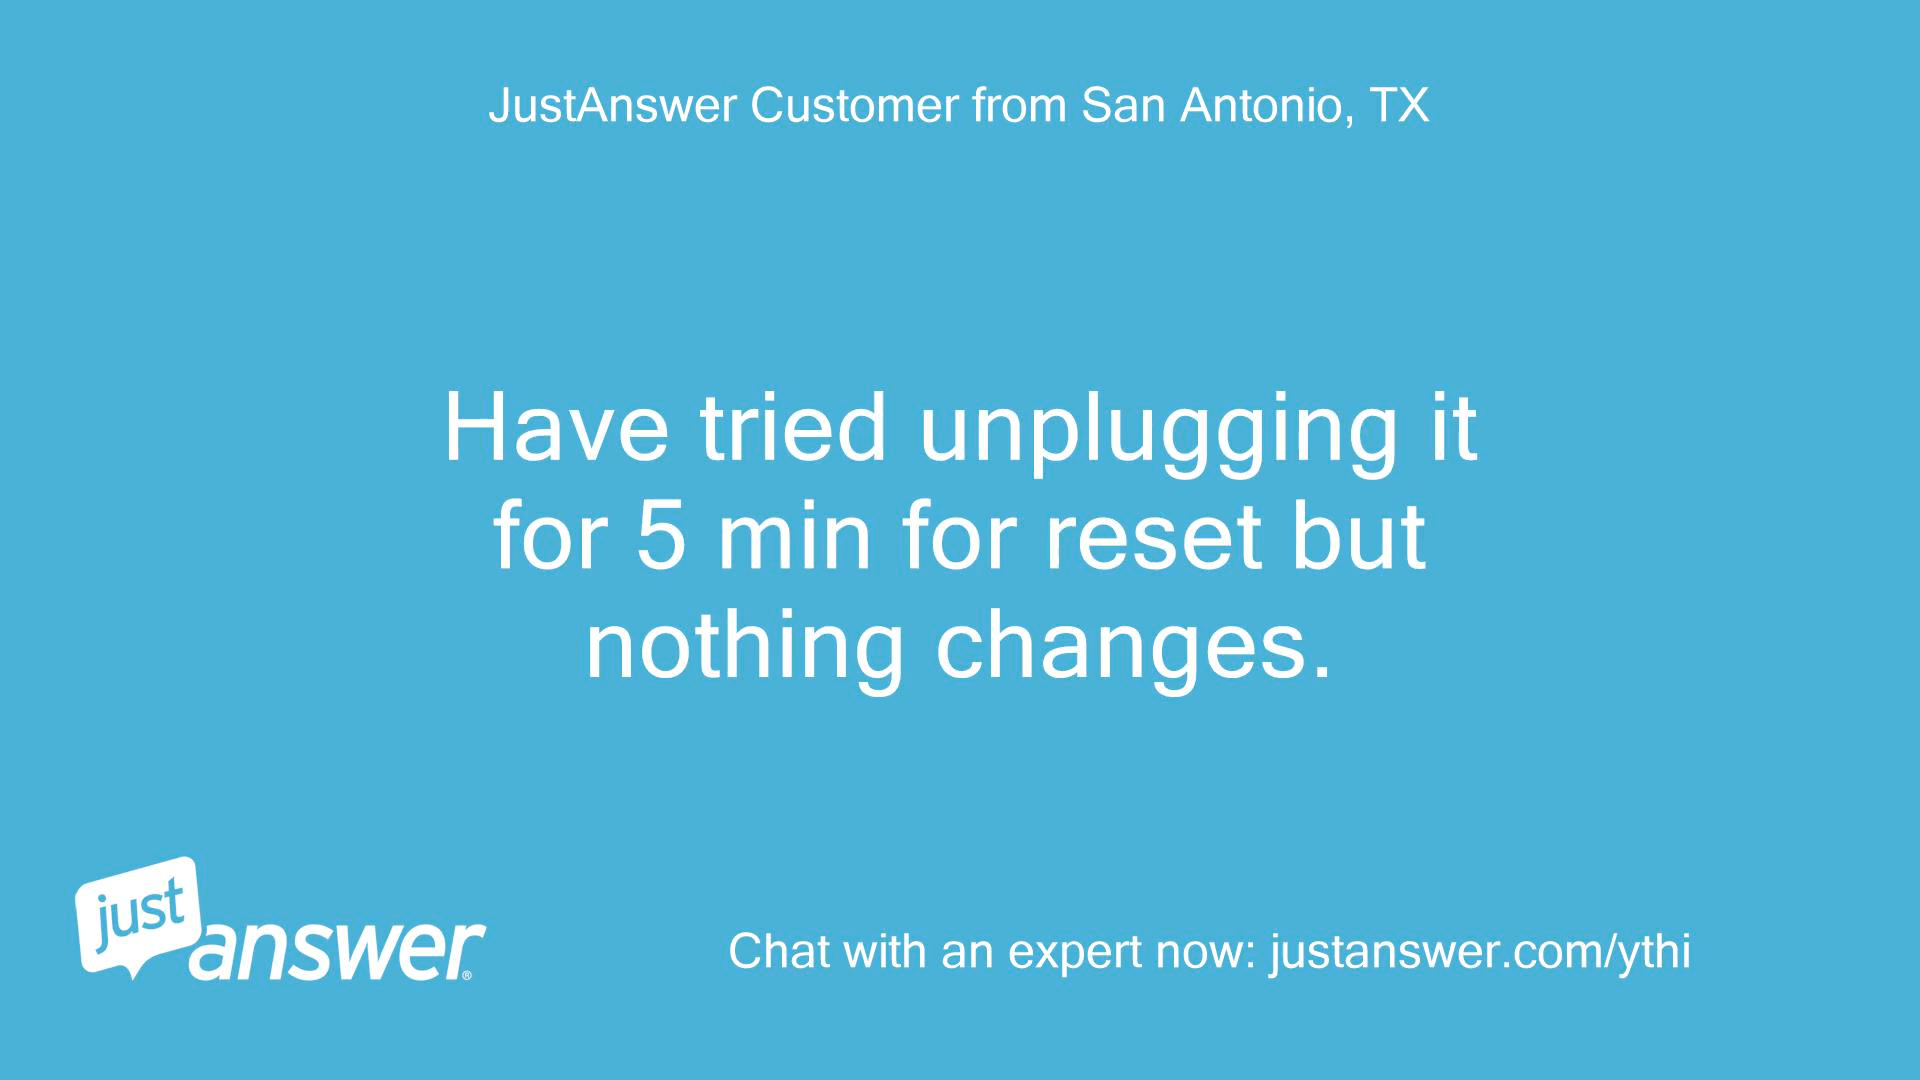 JustAnswer Customer from San Antonio, TX
Have tried unplugging it
for 5 min for reset but
nothing changes.
just
answer®
Chat with an expert now: justanswer.com/ythi